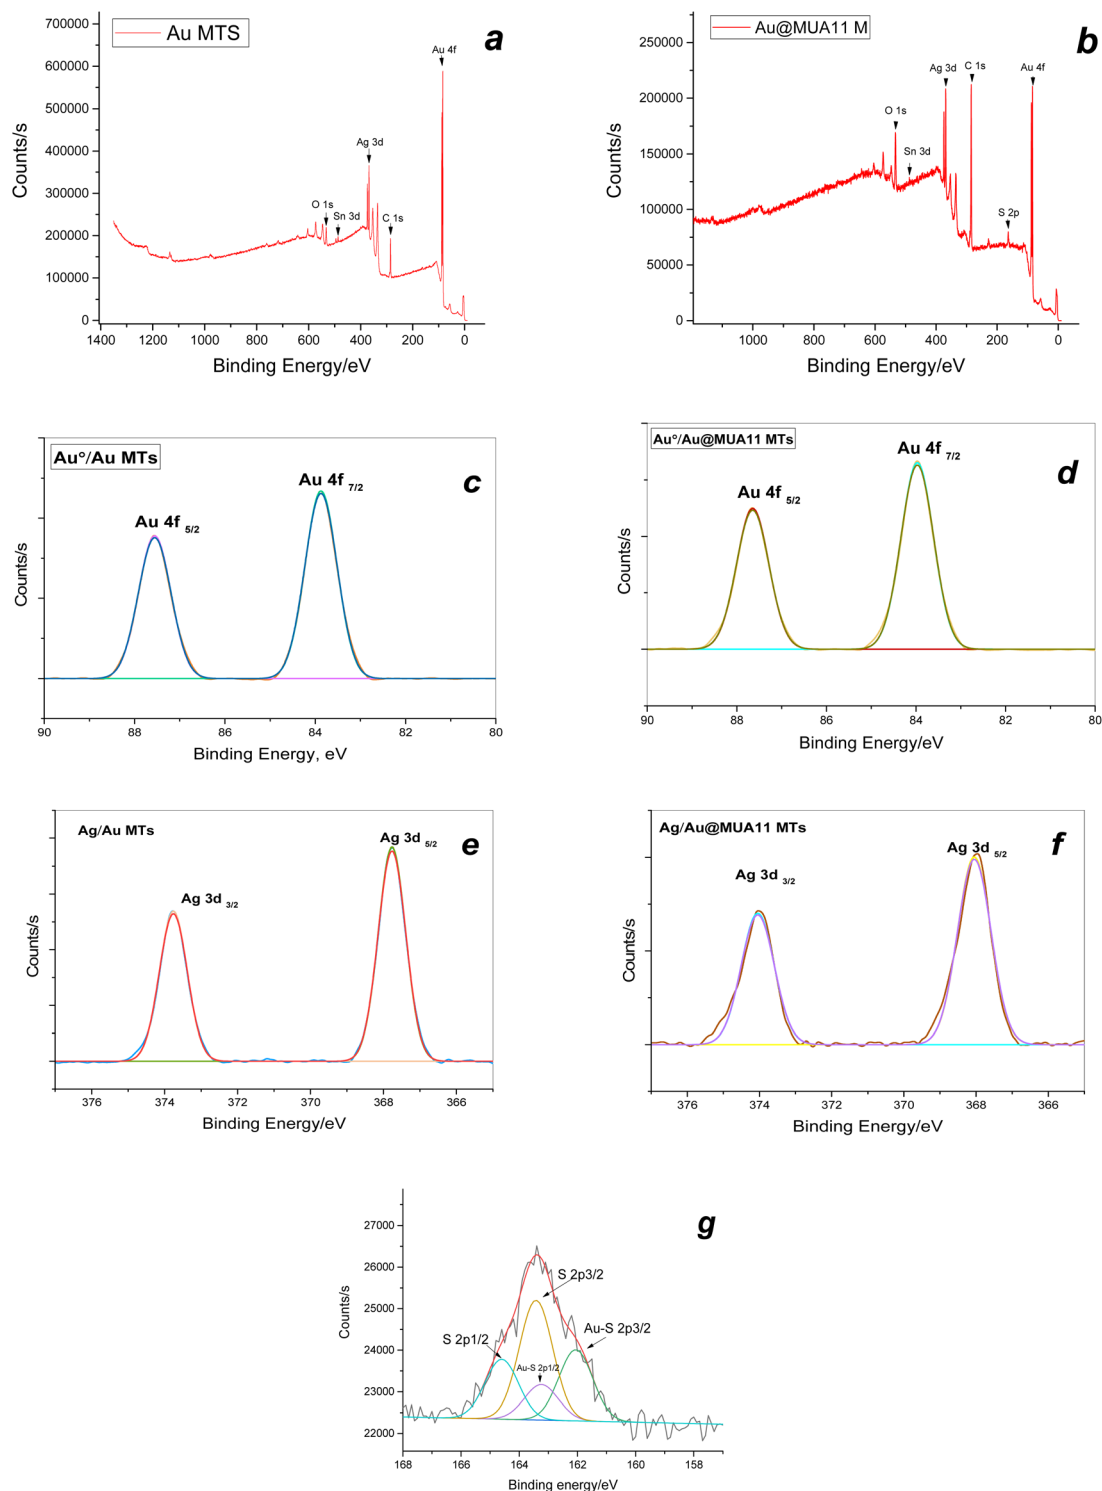 Au MTS
a
Au 4f
Ag 3d
O 1s
Sn 3d
C 1s
700000
600000
500000
400000
300000
200000
100000
0
Counts/s
1400 1200 1000 800 600 400 200 0
Binding Energy/eV
Au@MUA11 M
b
Ag 3d
C 1s
Au 4f
O 1s
Sn 3d
S 2p
250000
200000
150000
100000
50000
0
Counts/s
1000 800 600 400 200 0
Binding Energy/eV
Au°/Au MTs
c
Au 4f 7/2
Au 4f 5/2
Counts/s
90 88 86 84 82 80
Binding Energy, eV
Au°/Au@MUA11 MTs
d
Au 4f 7/2
Au 4f 5/2
Counts/s
90 88 86 84 82 80
Binding Energy/eV
Ag/Au MTs
e
Ag 3d 5/2
Ag 3d 3/2
Counts/s
376 374 372 370 368 366
Binding Energy/eV
Ag/Au@MUA11 MTs
f
Ag 3d 5/2
Ag 3d 3/2
Counts/s
376 374 372 370 368 366
Binding Energy/eV
g
27000
26000
25000
24000
23000
22000
Counts/s
S 2p3/2
S 2p1/2
Au-S 2p3/2
Au-S 2p1/2
168 166 164 162 160 158
Binding energy/eV